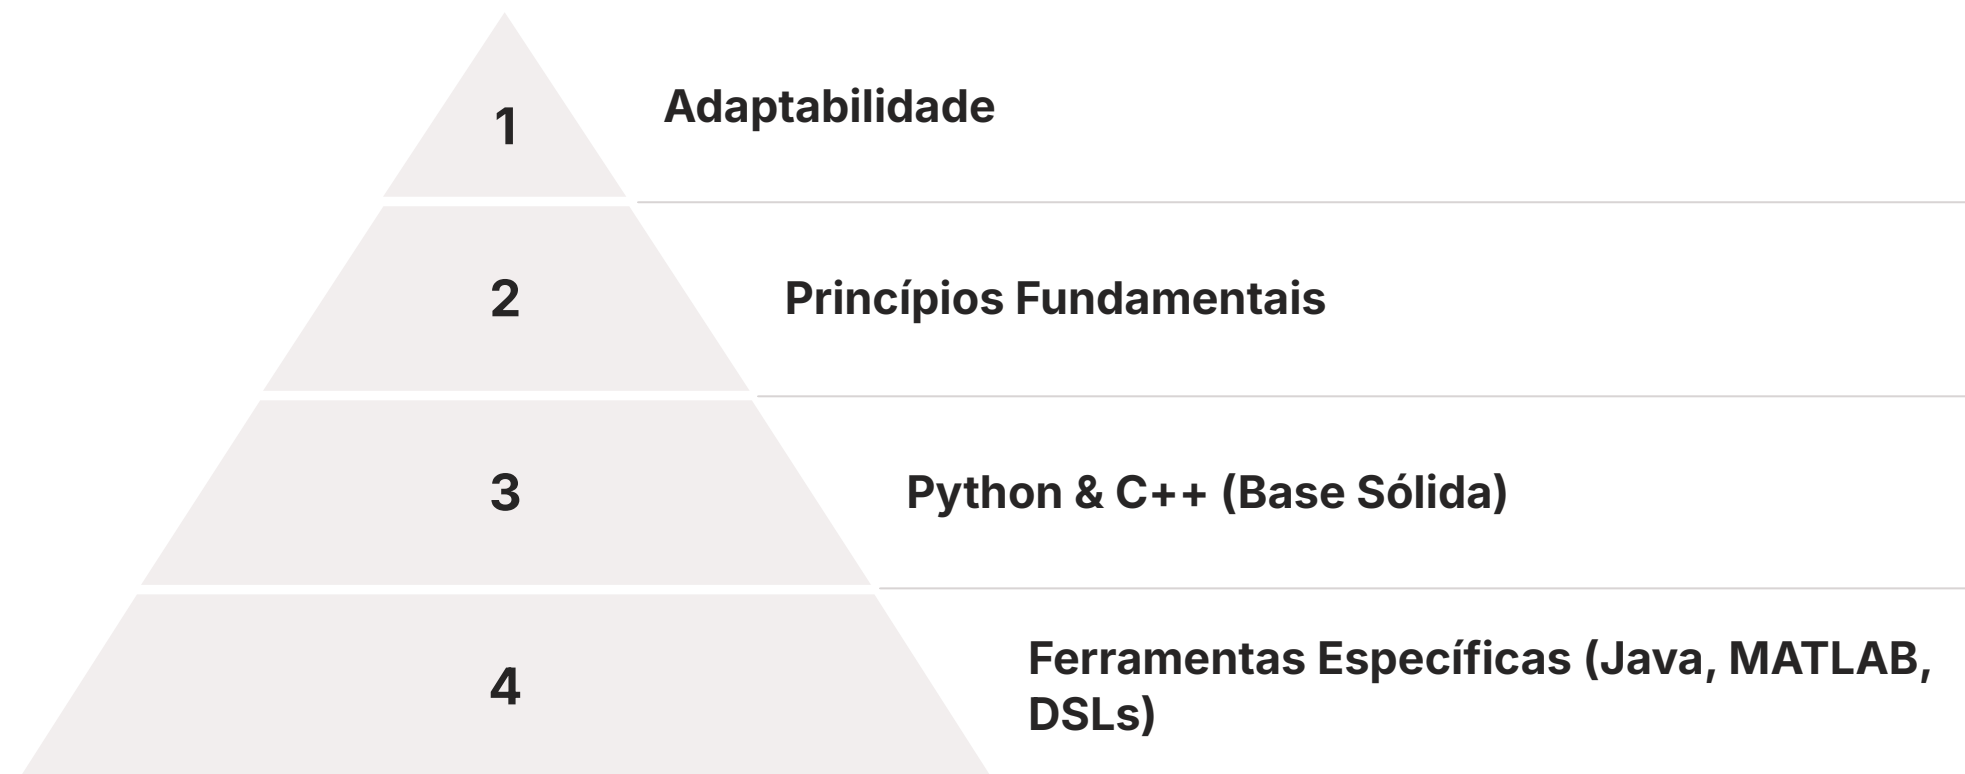 1
Adaptabilidade
2
Princípios Fundamentais
3
Python & C++ (Base Sólida)
4
Ferramentas Específicas (Java, MATLAB,
DSLs)